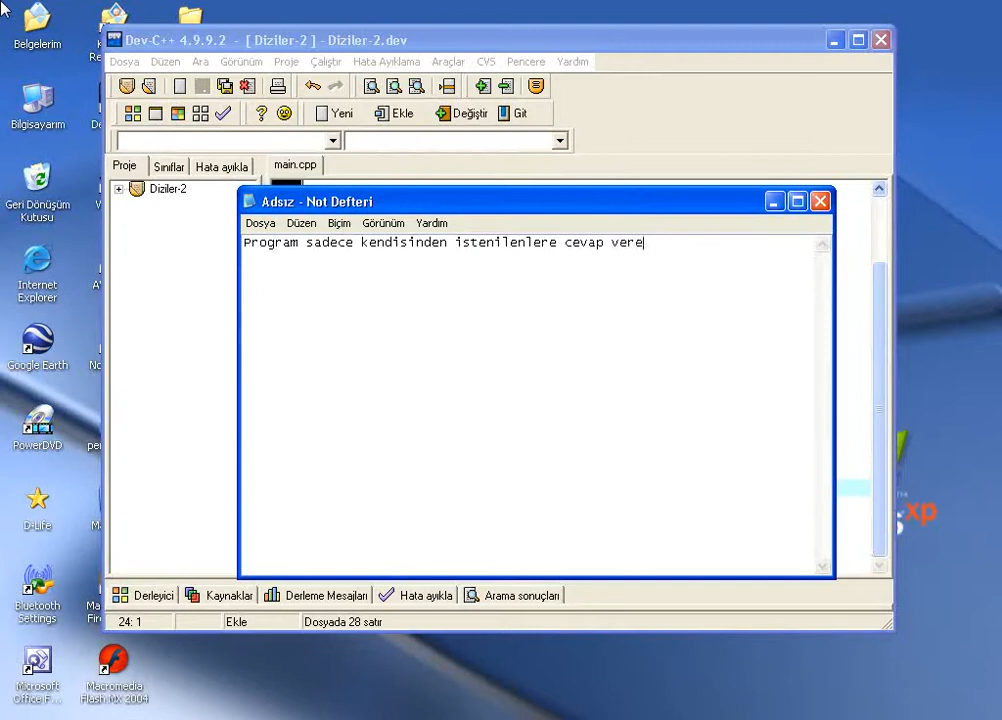 Belgelerim
Dev-C++ 4.9.9.2 - [ Diziler-2 ] - Diziler-2.dev
Dosya Düzen Ara Görünüm Proje Çalıştır Hata Ayıklama Araçlar CVS Pencere Yardım
Yeni Ekle Değiştir Git
Proje Sınıflar Hata ayıkla main.cpp
Diziler-2
Adsız - Not Defteri
Dosya Düzen Biçim Görünüm Yardım
Program sadece kendisinden istenilenlere cevap vere
Bilgisayarım
Geri Dönüşüm
Kutusu
Internet
Explorer
Google Earth
PowerDVD
D-Life
Bluetooth
Settings
Microsoft
Office F...
Macromedia
Flash MX 2004
xp
Derleyici Kaynaklar Derleme Mesajları Hata ayıkla Arama sonuçları
24: 1 Ekle Dosyada 28 satır